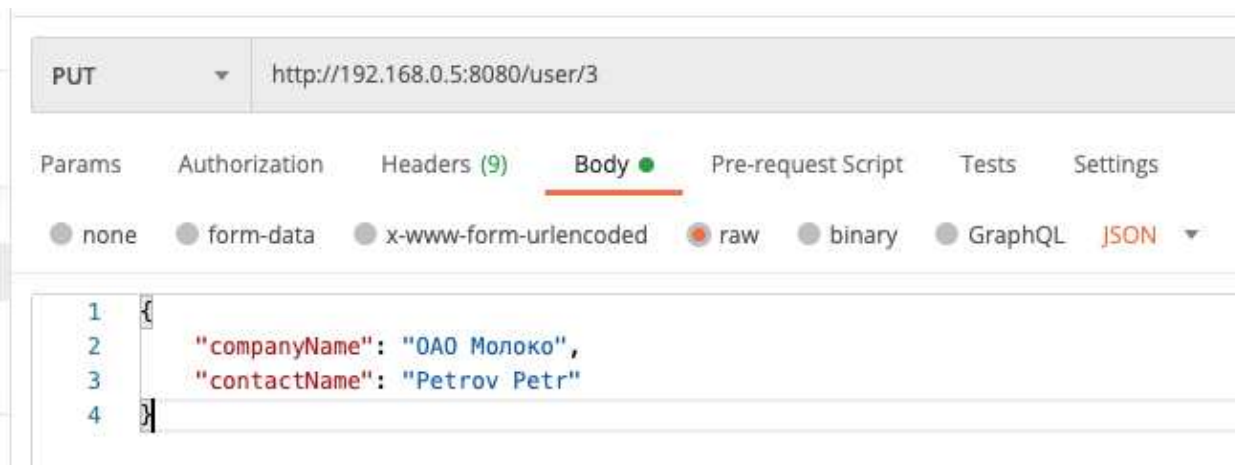 PUT http://192.168.0.5:8080/user/3
Params Authorization Headers (9) Body Pre-request Script Tests Settings
none form-data x-www-form-urlencoded raw binary GraphQL JSON
1 {
2 "companyName": "ОАО Молоко",
3 "contactName": "Petrov Petr"
4 }